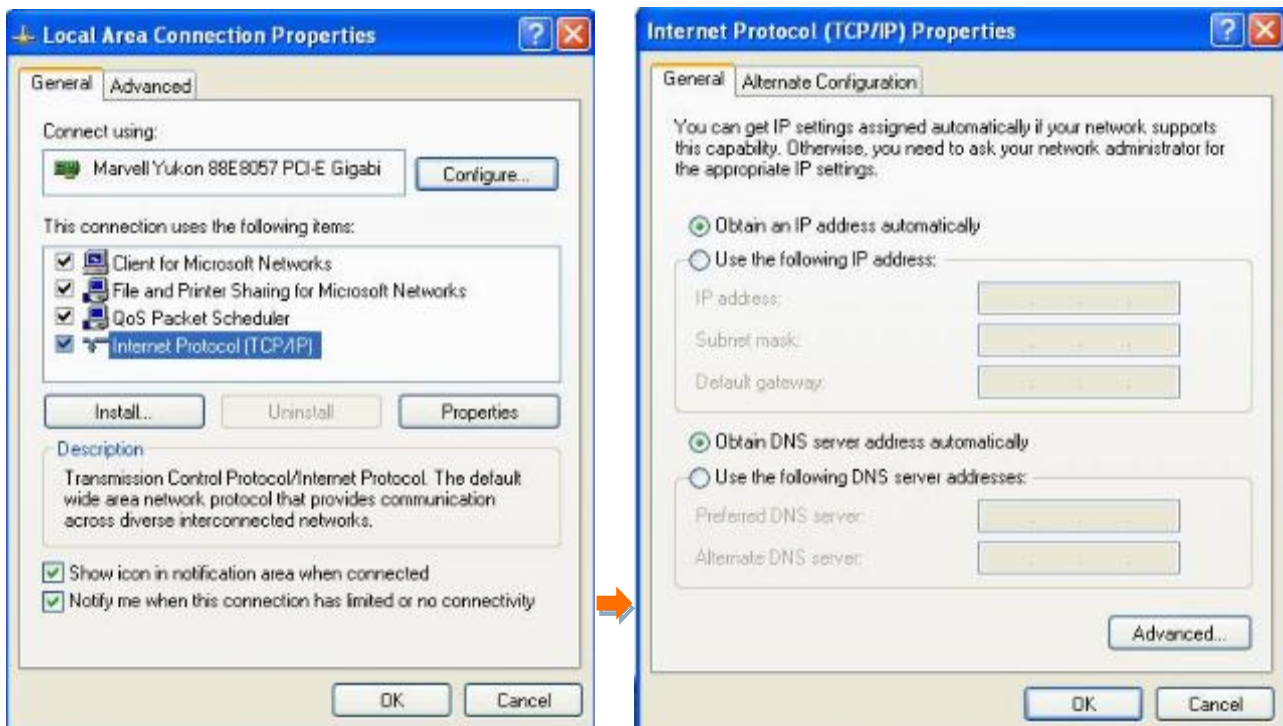 Local Area Connection Properties
General
Advanced
Connect using:
Marvell Yukon 88E8057 PCI-E Gigabi
Configure...
This connection uses the following items:
Client for Microsoft Networks
File and Printer Sharing for Microsoft Networks
QoS Packet Scheduler
Internet Protocol (TCP/IP)
Install...
Uninstall
Properties
Description
Transmission Control Protocol/Internet Protocol. The default
wide area network protocol that provides communication
across diverse interconnected networks.
Show icon in notification area when connected
Notify me when this connection has limited or no connectivity
OK
Cancel
Internet Protocol (TCP/IP) Properties
General
Alternate Configuration
You can get IP settings assigned automatically if your network supports
this capability. Otherwise, you need to ask your network administrator for
the appropriate IP settings.
Obtain an IP address automatically
Use the following IP address:
IP address:
Subnet mask:
Default gateway:
Obtain DNS server address automatically
Use the following DNS server addresses:
Preferred DNS server:
Alternate DNS server:
Advanced...
OK
Cancel